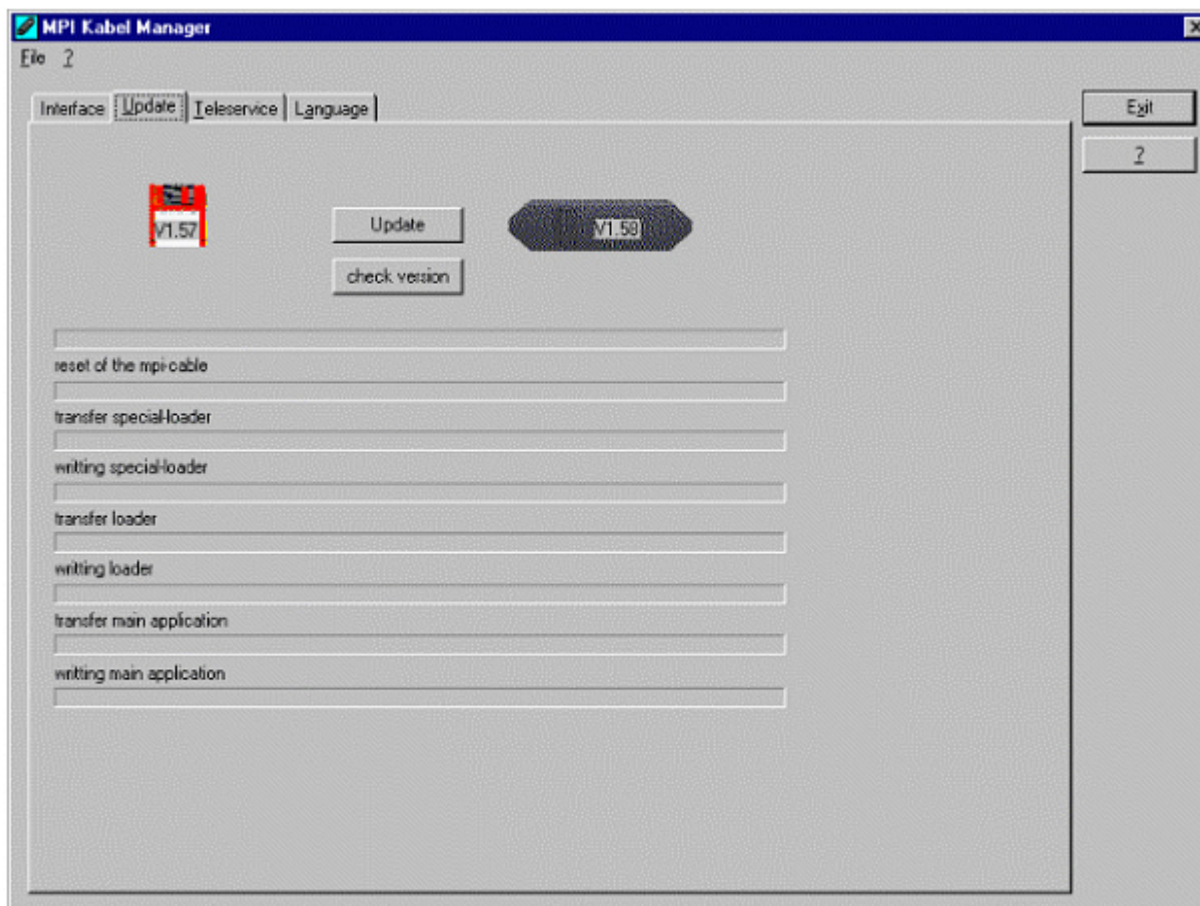 MPI Kabel Manager
File ?
Interface Update Teleservice Language
Exit
?
V1.57
Update
V1.58
check version
reset of the mpi-cable
transfer special-loader
writting special-loader
transfer loader
writting loader
transfer main application
writting main application